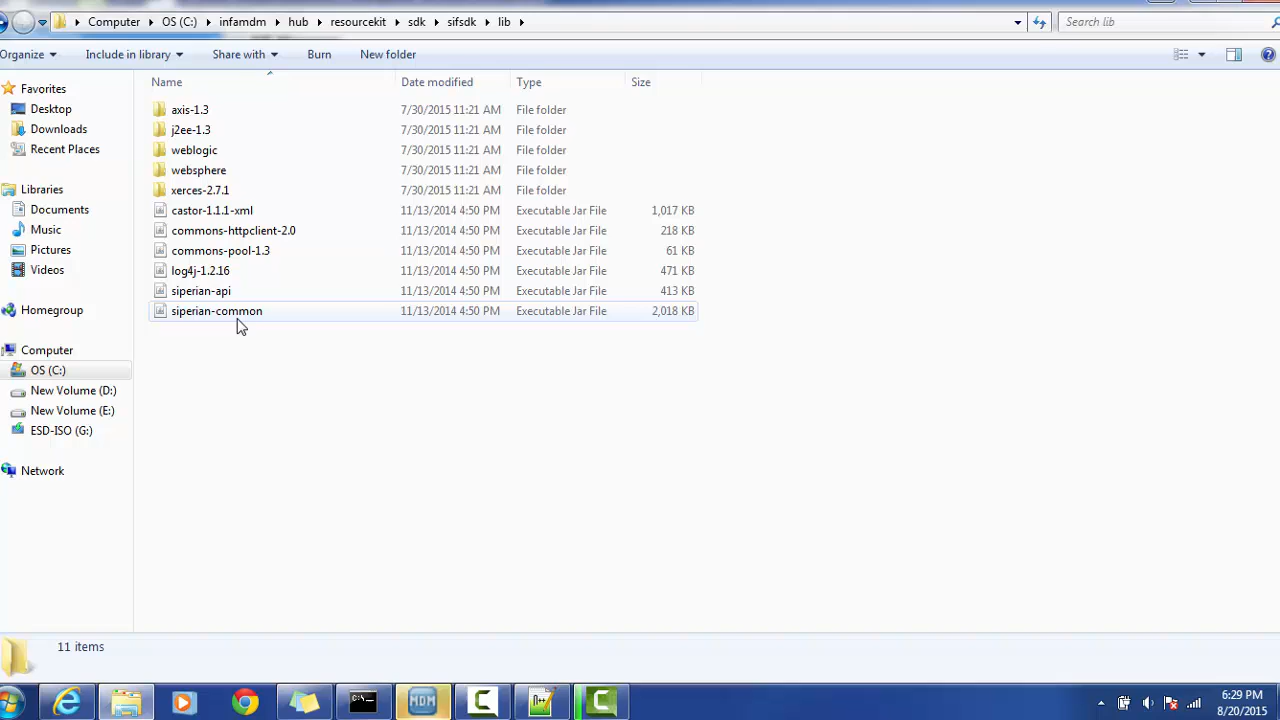 Computer OS (C:) infamdm hub resourcekit sdk sifsdk lib Search lib
Organize Include in library Share with Burn New folder
Name Date modified Type Size
Favorites
Desktop
Downloads
Recent Places
Libraries
Documents
Music
Pictures
Videos
Homegroup
Computer
OS (C:)
New Volume (D:)
New Volume (E:)
ESD-ISO (G:)
Network
axis-1.3 7/30/2015 11:21 AM File folder
j2ee-1.3 7/30/2015 11:21 AM File folder
weblogic 7/30/2015 11:21 AM File folder
websphere 7/30/2015 11:21 AM File folder
xerces-2.7.1 7/30/2015 11:21 AM File folder
castor-1.1.1-xml 11/13/2014 4:50 PM Executable Jar File 1,017 KB
commons-httpclient-2.0 11/13/2014 4:50 PM Executable Jar File 218 KB
commons-pool-1.3 11/13/2014 4:50 PM Executable Jar File 61 KB
log4j-1.2.16 11/13/2014 4:50 PM Executable Jar File 471 KB
siperian-api 11/13/2014 4:50 PM Executable Jar File 413 KB
siperian-common 11/13/2014 4:50 PM Executable Jar File 2,018 KB
11 items
C:\
MDM
6:29 PM
8/20/2015